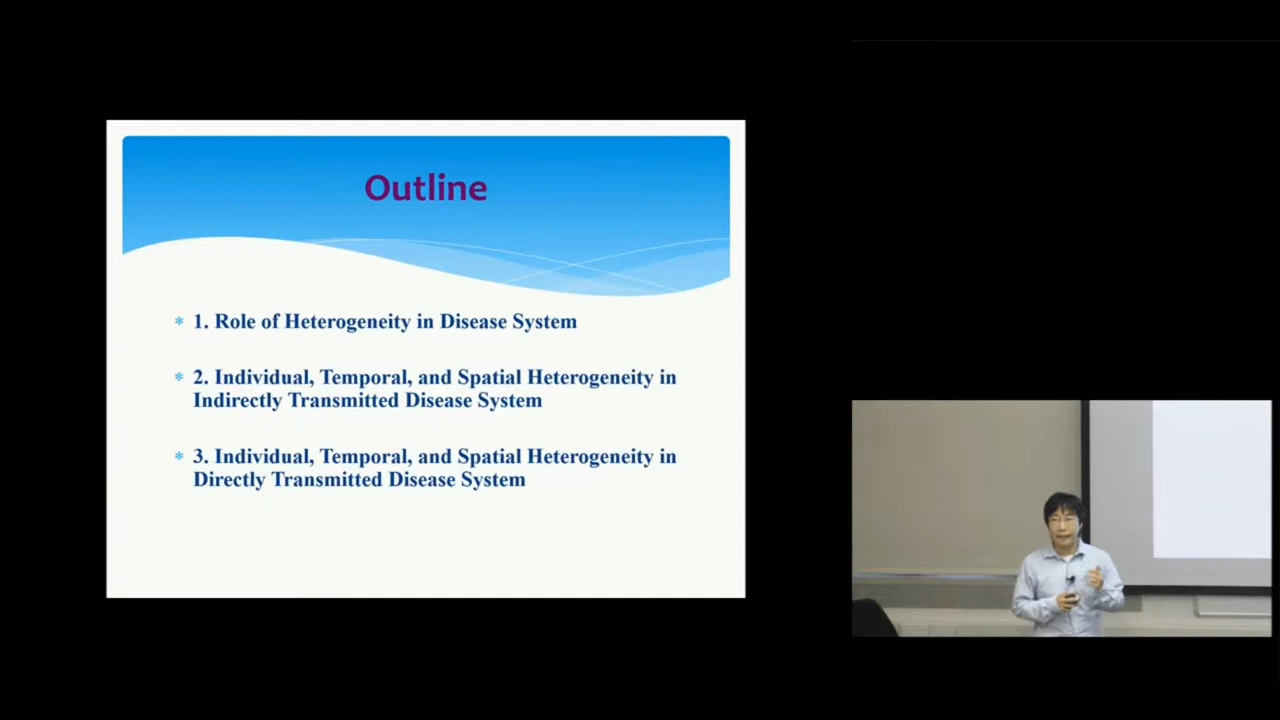 Outline
* 1. Role of Heterogeneity in Disease System
* 2. Individual, Temporal, and Spatial Heterogeneity in
Indirectly Transmitted Disease System
* 3. Individual, Temporal, and Spatial Heterogeneity in
Directly Transmitted Disease System